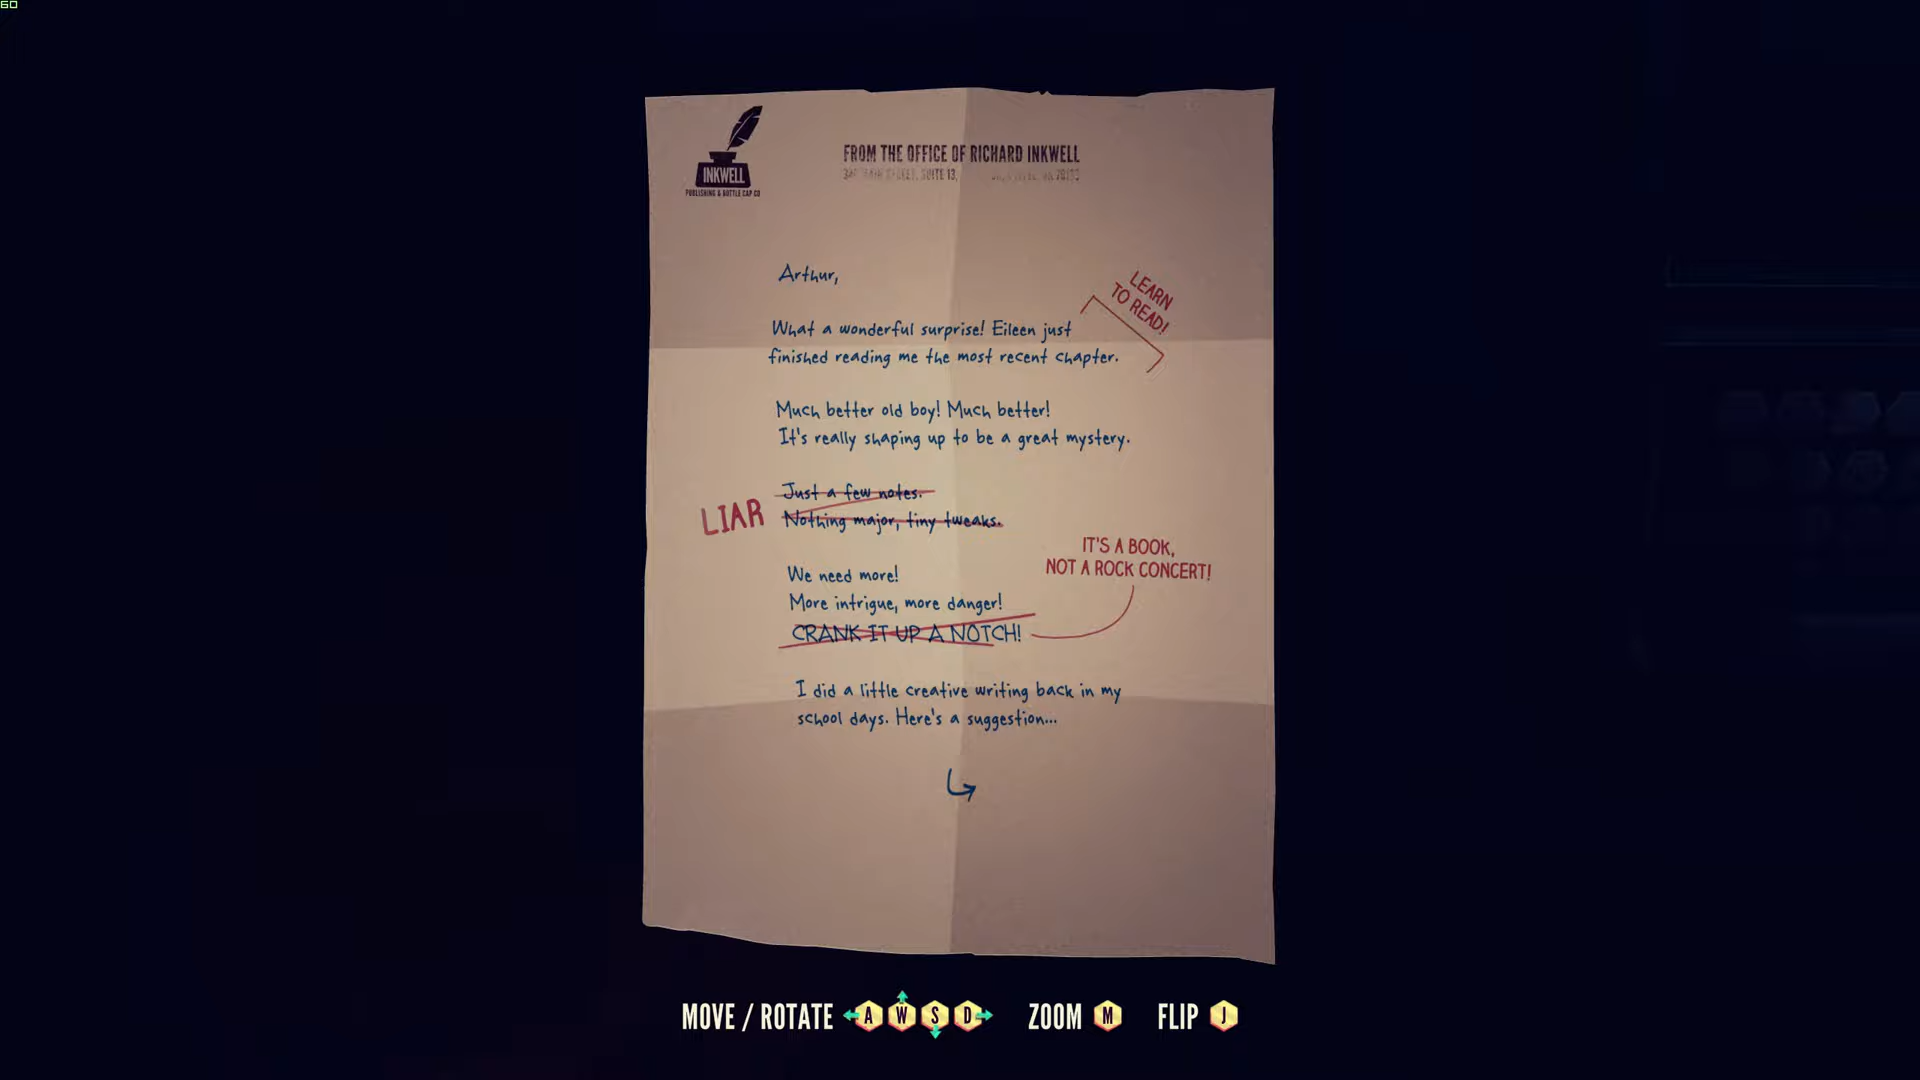 60
INKWELL
PUBLISHING & BOTTLE CAP CO
FROM THE OFFICE OF RICHARD INKWELL
STREET, SUITE 13,
Arthur,
LEARN
TO READ!
What a wonderful surprise! Eileen just
finished reading me the most recent chapter.
Much better old boy! Much better!
It's really shaping up to be a great mystery.
LIAR
Just a few notes.
Nothing major, tiny tweaks.
IT'S A BOOK,
NOT A ROCK CONCERT!
We need more!
More intrigue, more danger!
CRANK IT UP A NOTCH!
I did a little creative writing back in my
school days. Here's a suggestion...
MOVE / ROTATE A W S D ZOOM M FLIP J